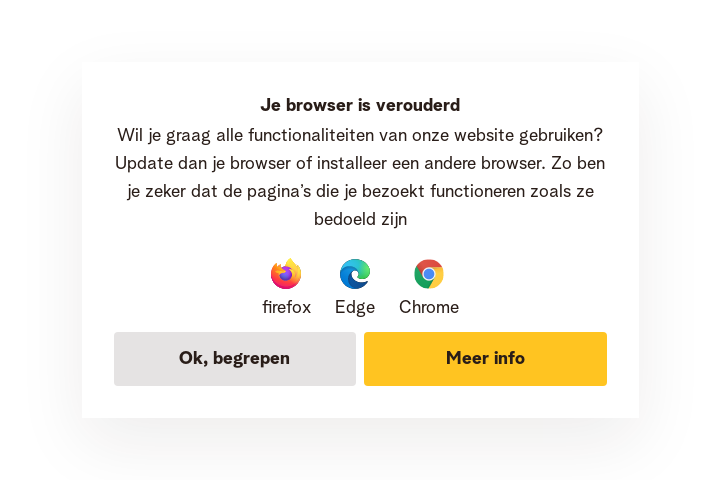 Je browser is verouderd
Wil je graag alle functionaliteiten van onze website gebruiken?
Update dan je browser of installeer een andere browser. Zo ben
je zeker dat de pagina’s die je bezoekt functioneren zoals ze
bedoeld zijn
firefox Edge Chrome
Ok, begrepen Meer info